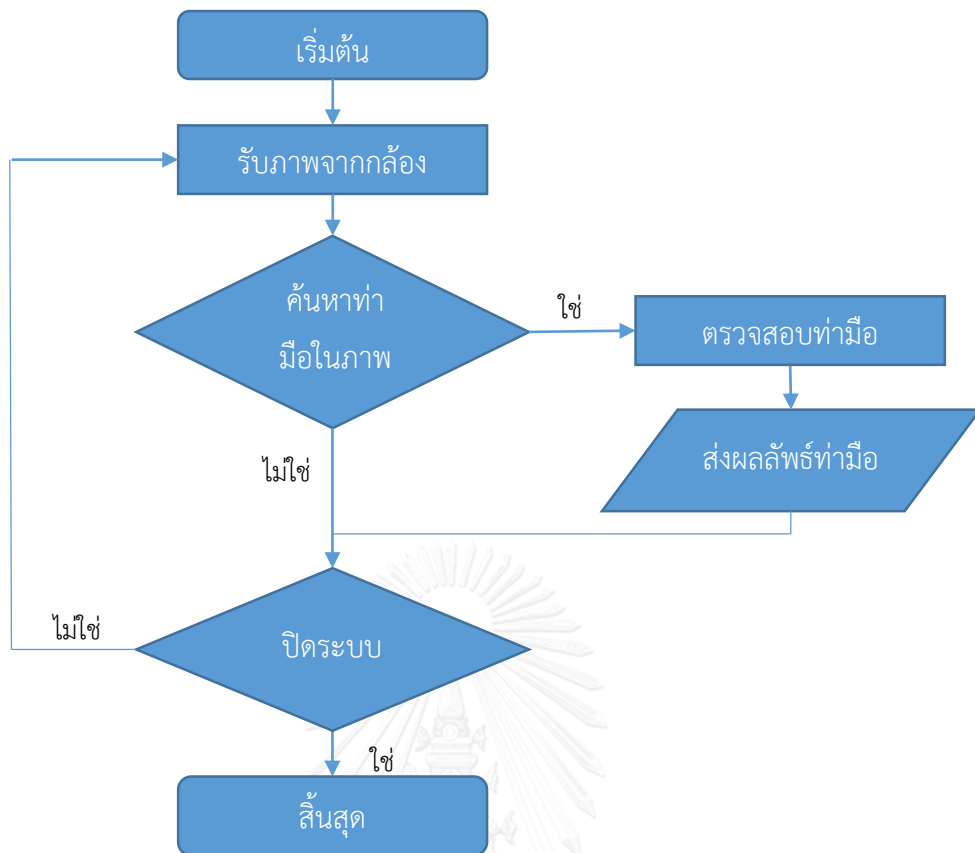 เริ่มต้น
รับภาพจากกล้อง
ค้นหาท่า
มือในภาพ
ใช่
ตรวจสอบท่ามือ
ส่งผลลัพธ์ท่ามือ
ไม่ใช่
ปิดระบบ
ไม่ใช่
ใช่
สิ้นสุด